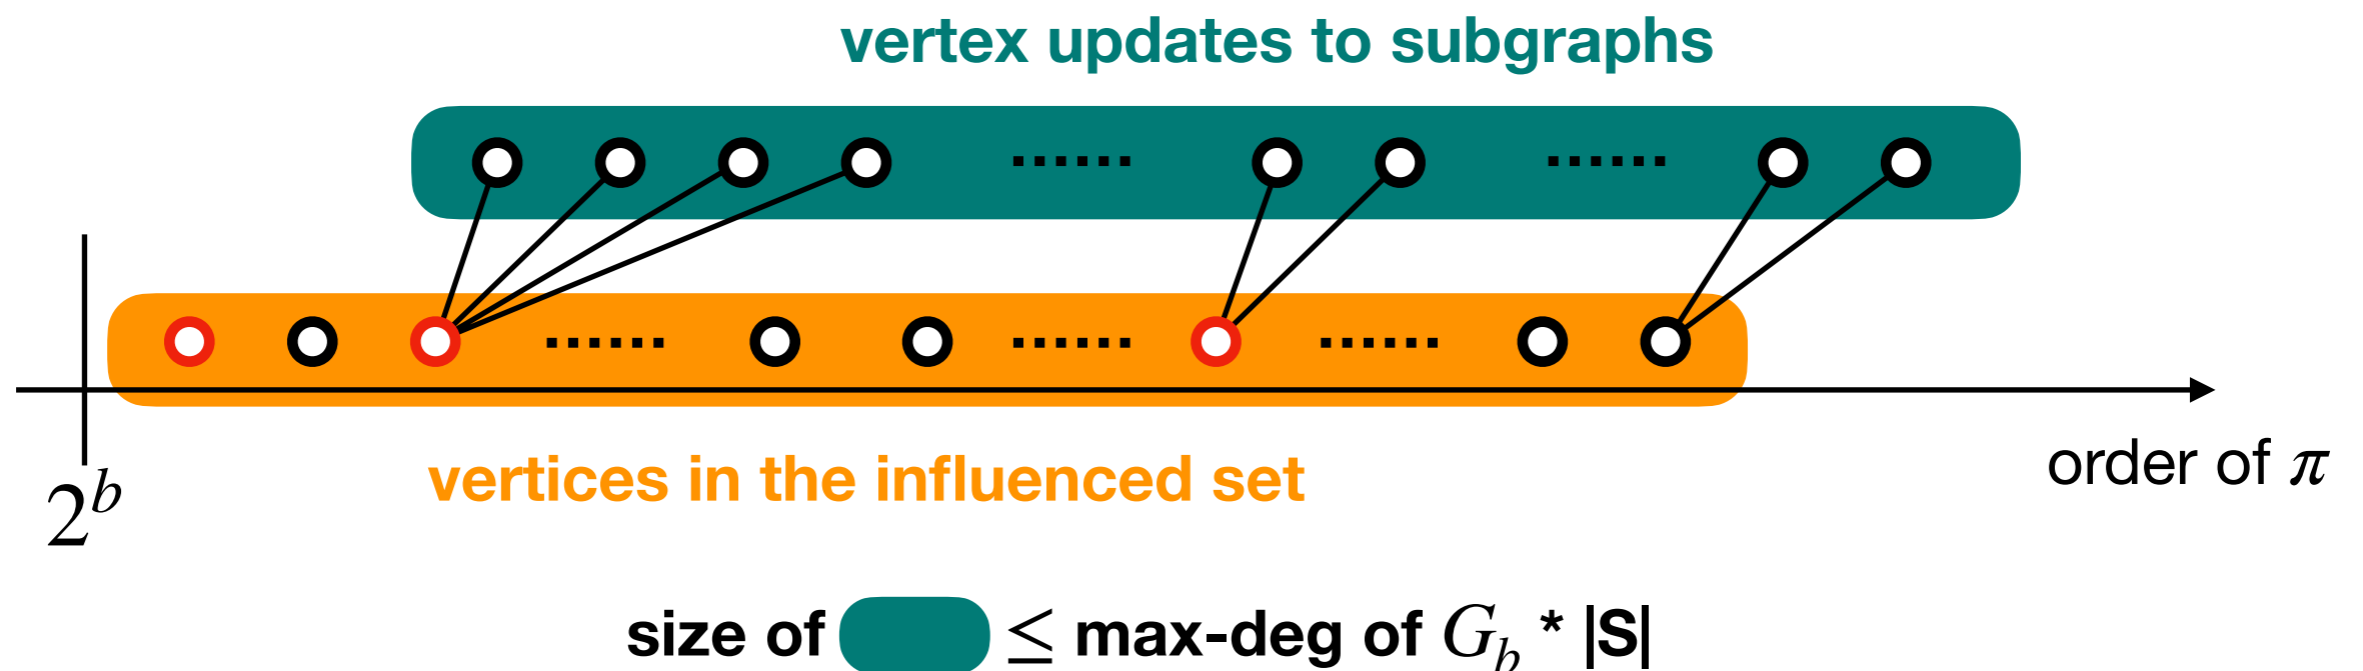 vertex updates to subgraphs
......
......
......
......
......
2^b
vertices in the influenced set
order of π
size of ≤ max-deg of G_b * |S|